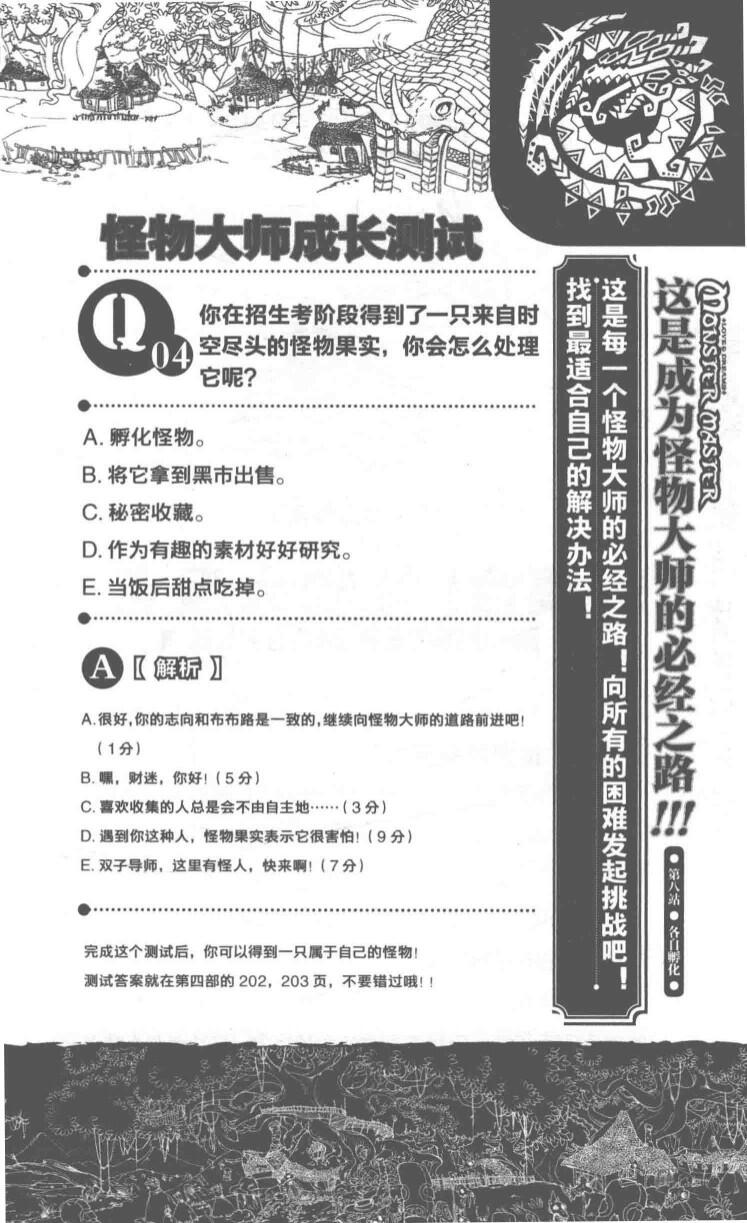 怪物大师成长测试
Q04
你在招生考阶段得到了一只来自时
空尽头的怪物果实，你会怎么处理
它呢？
A. 孵化怪物。
B. 将它拿到黑市出售。
C. 秘密收藏。
D. 作为有趣的素材好好研究。
E. 当饭后甜点吃掉。
A【解析】
A.很好,你的志向和布布路是一致的,继续向怪物大师的道路前进吧！
（1分）
B. 嘿，财迷，你好！（5分）
C. 喜欢收集的人总是会不由自主地……（3分）
D. 遇到你这种人，怪物果实表示它很害怕！（9分）
E. 双子导师，这里有怪人，快来啊！（7分）
完成这个测试后，你可以得到一只属于自己的怪物！
测试答案就在第四部的202，203页，不要错过哦！！
这是每一个怪物大师的必经之路！向所有的困难发起挑战吧！
找到最适合自己的解决办法！
MONSTER MASTER
LOVE & DREAMS
这是成为怪物大师的必经之路!!!
第八站 各自孵化